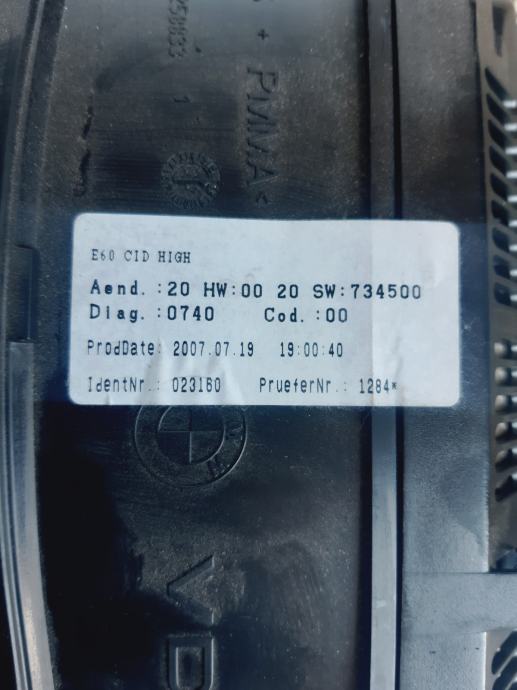 + PMMA<
E60 CID HIGH
Aend.:20 HW:00 20 SW:734500
Diag.:0740 Cod.:00
ProdDate: 2007.07.19 19:00:40
IdentNr.: 023160 PrueferNr.: 1284*
VD